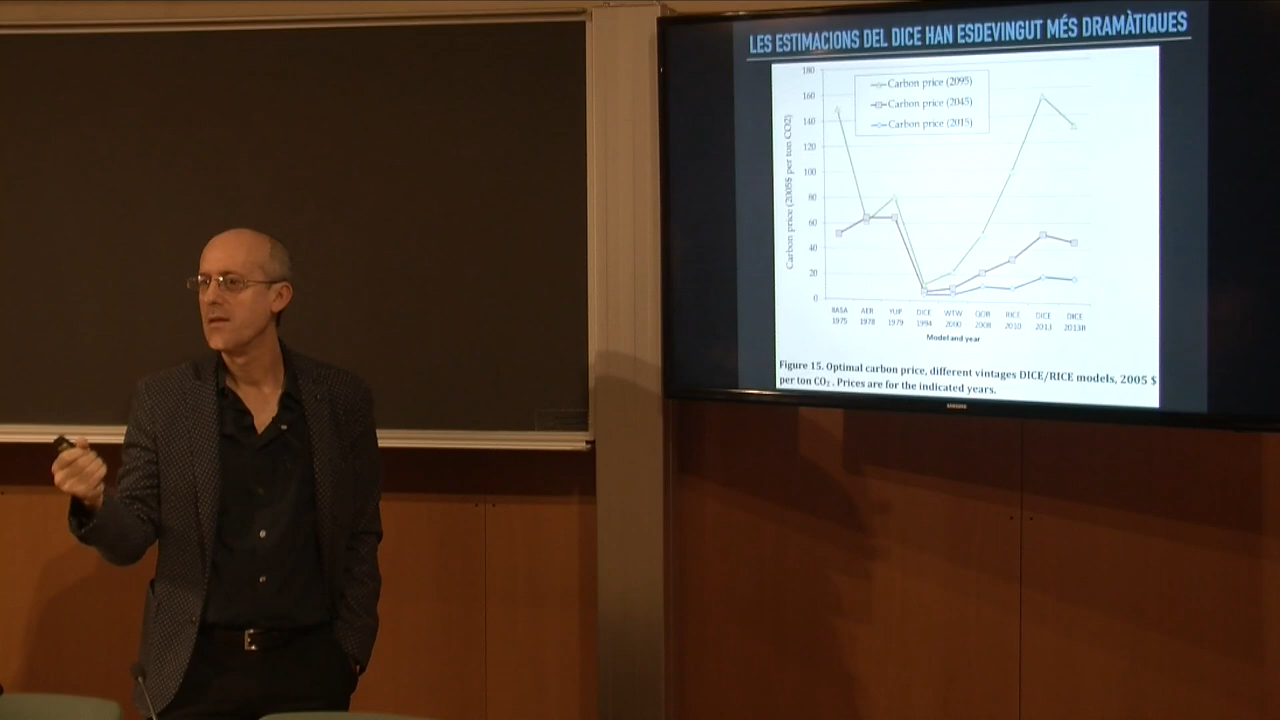 LES ESTIMACIONS DEL DICE HAN ESDEVINGUT MÉS DRAMÀTIQUES
180
160
140
120
100
80
60
40
20
0
Carbon price (2005$ per ton CO2)
Carbon price (2095)
Carbon price (2045)
Carbon price (2015)
BASA AER YUP DICE WTW QOB RICE DICE DICE
1975 1978 1979 1994 2000 2008 2010 2013 2013R
Model and year
Figure 15. Optimal carbon price, different vintages DICE/RICE models, 2005 $
per ton CO₂ . Prices are for the indicated years.
SAMSUNG